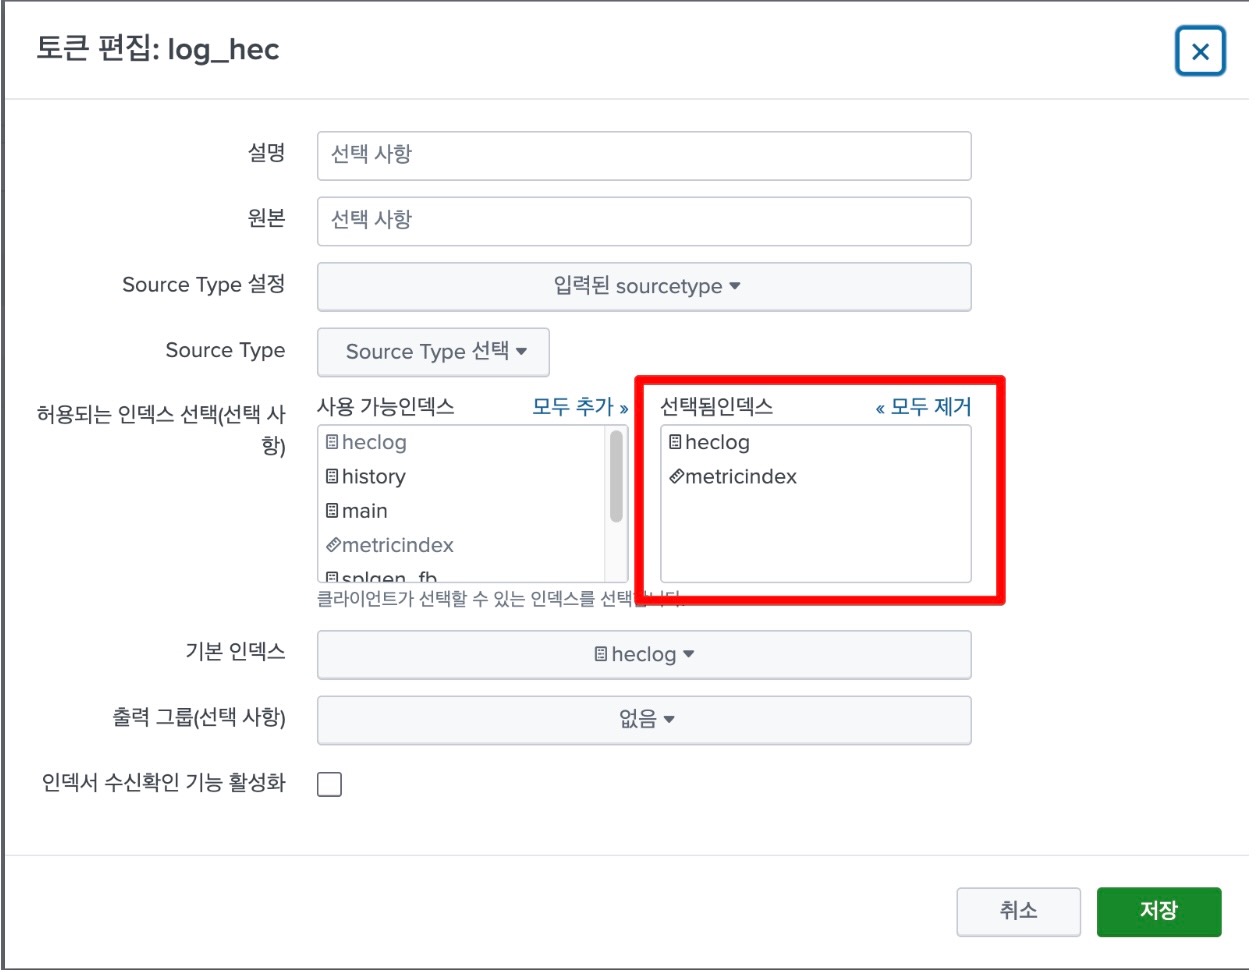 토큰 편집: log_hec
설명
선택 사항
원본
선택 사항
Source Type 설정
입력된 sourcetype
Source Type
Source Type 선택
허용되는 인덱스 선택(선택 사
항)
사용 가능인덱스
모두 추가 »
heclog
history
main
metricindex
splgen_fb
선택됨인덱스
« 모두 제거
heclog
metricindex
클라이언트가 선택할 수 있는 인덱스를 선택합니다.
기본 인덱스
heclog
출력 그룹(선택 사항)
없음
인덱서 수신확인 기능 활성화
취소
저장